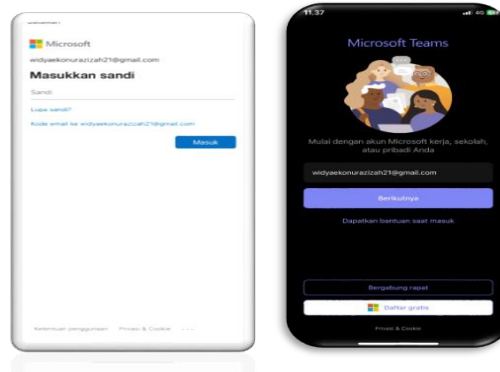 Microsoft
widyaekonurazizah21@gmail.com
Masukkan sandi
Sandi
Lupa sandi?
Kode email ke widyaekonurazizah21@gmail.com
Masuk
Ketentuan penggunaan Privasi & Cookie ...
11.37
4G
Microsoft Teams
Mulai dengan akun Microsoft kerja, sekolah,
atau pribadi Anda
widyaekonurazizah21@gmail.com
Berikutnya
Dapatkan bantuan saat masuk
Bergabung rapat
Daftar gratis
Privasi & Cookie